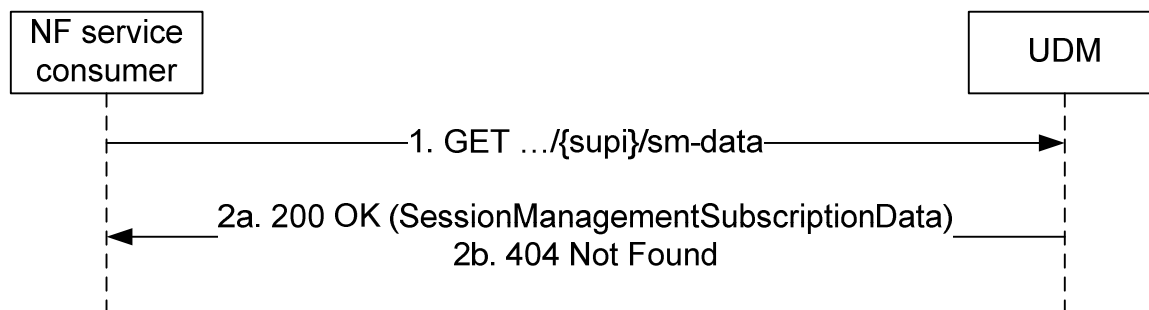 NF service
consumer
UDM
1. GET …/{supi}/sm-data
2a. 200 OK (SessionManagementSubscriptionData)
2b. 404 Not Found